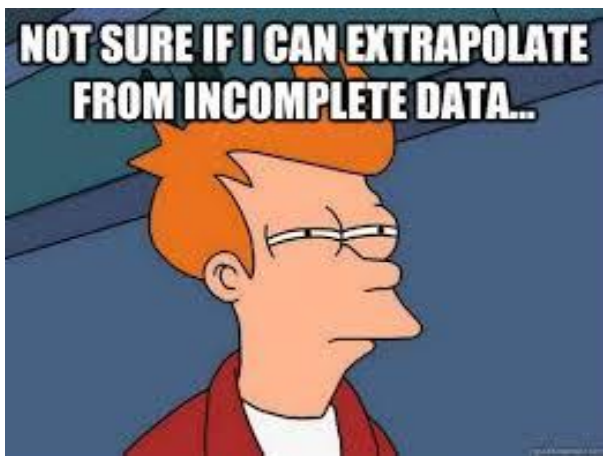 NOT SURE IF I CAN EXTRAPOLATE
FROM INCOMPLETE DATA...